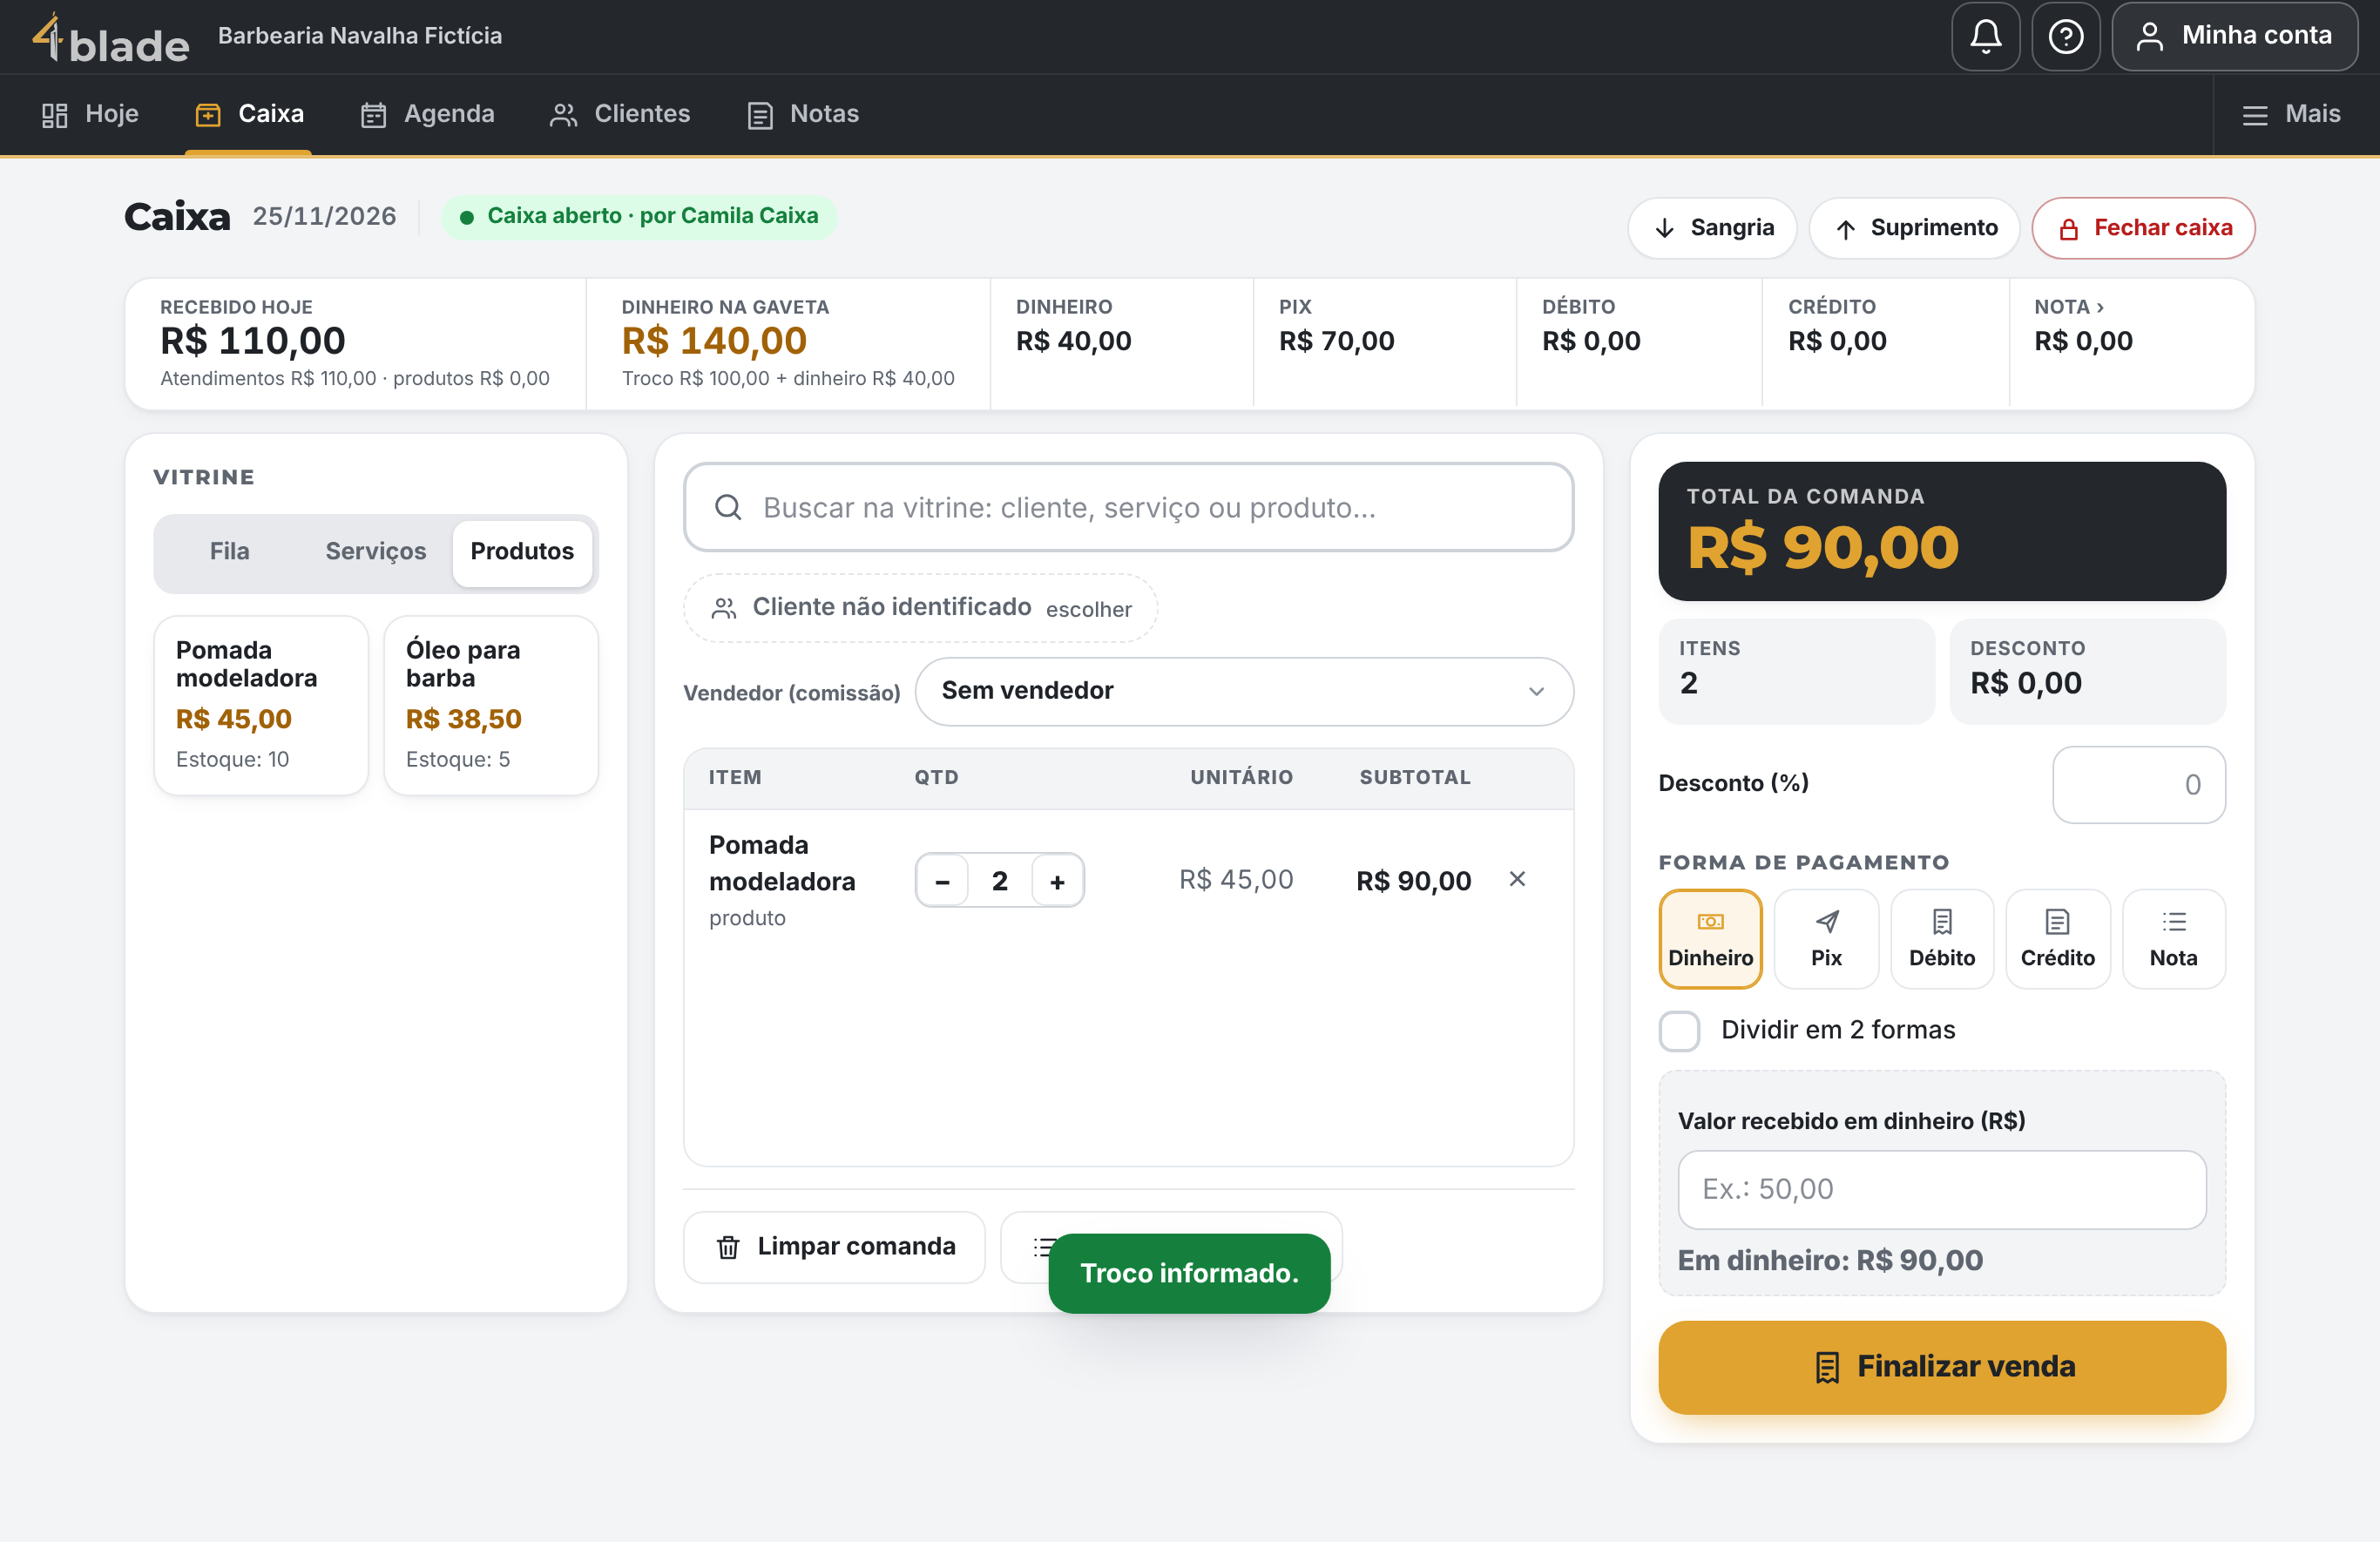 4blade
Barbearia Navalha Fictícia
Minha conta
Hoje
Caixa
Agenda
Clientes
Notas
Mais
Caixa
25/11/2026
Caixa aberto · por Camila Caixa
Sangria
Suprimento
Fechar caixa
RECEBIDO HOJE
R$ 110,00
Atendimentos R$ 110,00 · produtos R$ 0,00
DINHEIRO NA GAVETA
R$ 140,00
Troco R$ 100,00 + dinheiro R$ 40,00
DINHEIRO
R$ 40,00
PIX
R$ 70,00
DÉBITO
R$ 0,00
CRÉDITO
R$ 0,00
NOTA ›
R$ 0,00
VITRINE
Fila
Serviços
Produtos
Pomada
modeladora
R$ 45,00
Estoque: 10
Óleo para
barba
R$ 38,50
Estoque: 5
Buscar na vitrine: cliente, serviço ou produto...
Cliente não identificado escolher
Vendedor (comissão)
Sem vendedor
ITEM QTD UNITÁRIO SUBTOTAL
Pomada
modeladora
produto
– 2 +
R$ 45,00
R$ 90,00
×
Limpar comanda
Troco informado.
TOTAL DA COMANDA
R$ 90,00
ITENS
2
DESCONTO
R$ 0,00
Desconto (%)
0
FORMA DE PAGAMENTO
Dinheiro
Pix
Débito
Crédito
Nota
Dividir em 2 formas
Valor recebido em dinheiro (R$)
Ex.: 50,00
Em dinheiro: R$ 90,00
Finalizar venda